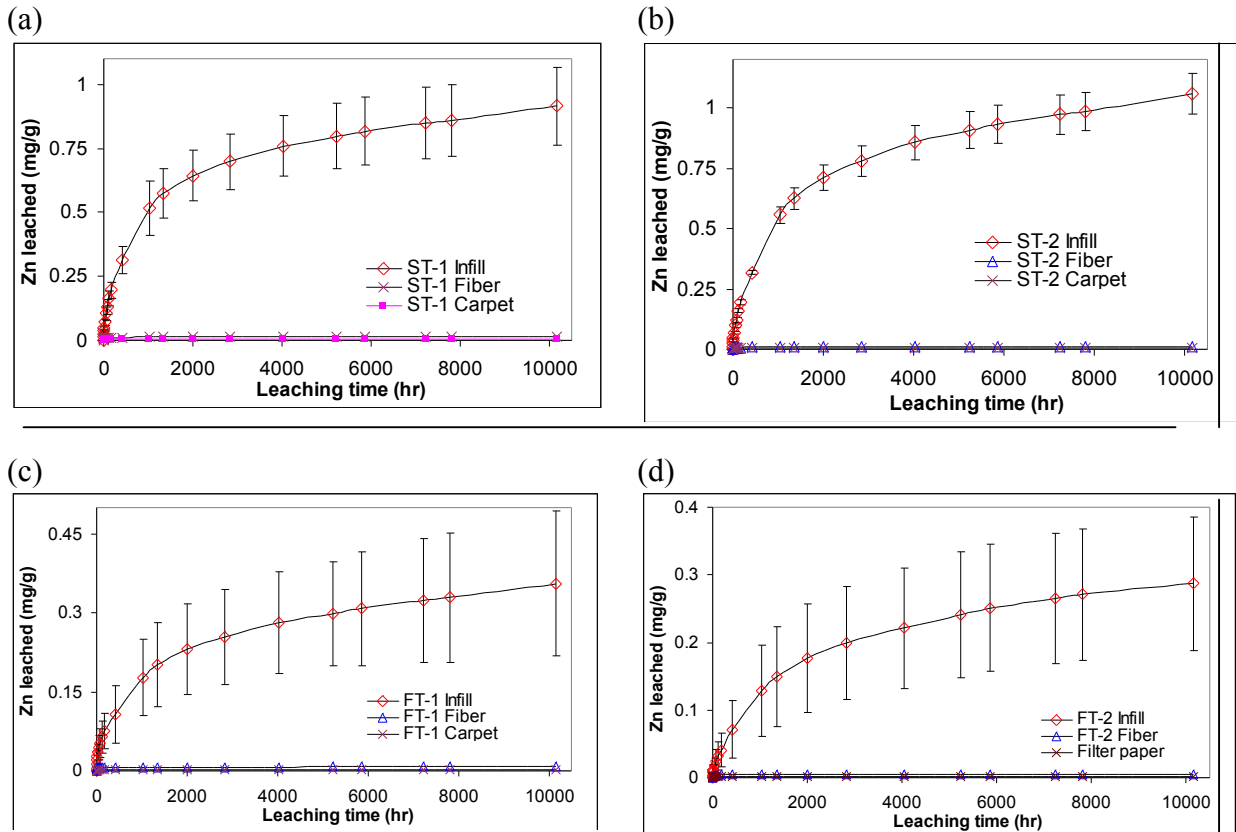 (a)
Zn leached (mg/g)
1
0.75
0.5
0.25
0
ST-1 Infill
ST-1 Fiber
ST-1 Carpet
0 2000 4000 6000 8000 10000
Leaching time (hr)
(b)
Zn leached (mg/g)
1
0.75
0.5
0.25
0
ST-2 Infill
ST-2 Fiber
ST-2 Carpet
0 2000 4000 6000 8000 10000
Leaching time (hr)
(c)
Zn leached (mg/g)
0.45
0.3
0.15
0
FT-1 Infill
FT-1 Fiber
FT-1 Carpet
0 2000 4000 6000 8000 10000
Leaching time (hr)
(d)
Zn leached (mg/g)
0.4
0.3
0.2
0.1
0
FT-2 Infill
FT-2 Fiber
Filter paper
0 2000 4000 6000 8000 10000
Leaching time (hr)